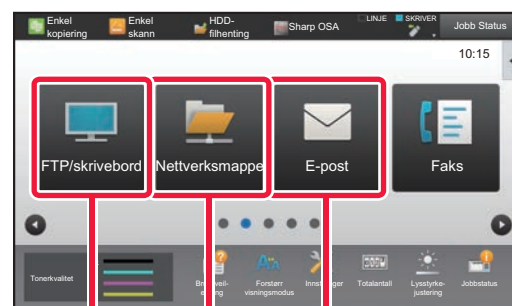 Enkel
kopiering
Enkel
skann
HDD-
filhenting
Sharp OSA
LINJE
SKRIVER
Jobb Status
10:15
FTP/skrivebord
Nettverksmappe
E-post
Faks
Tonerkvalitet
Forstørr
visningsmodus
Totalantall
Lysstyrke-
justering
Jobbstatus